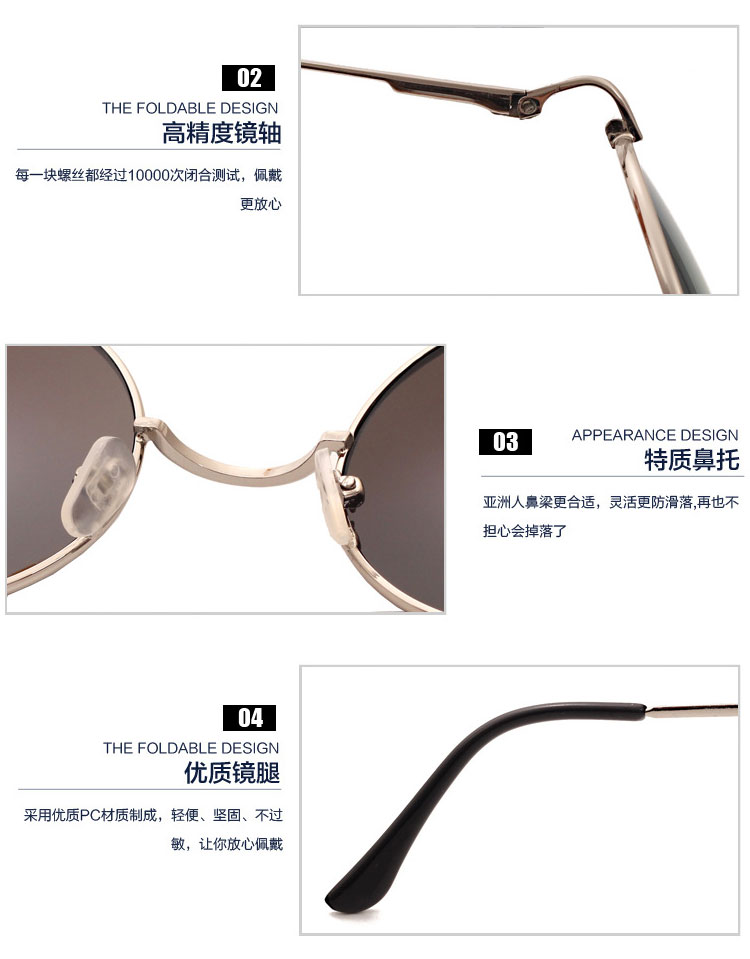 02
THE FOLDABLE DESIGN
高精度镜轴
每一块螺丝都经过10000次闭合测试，佩戴
更放心
03
APPEARANCE DESIGN
特质鼻托
亚洲人鼻梁更合适，灵活更防滑落,再也不
担心会掉落了
04
THE FOLDABLE DESIGN
优质镜腿
采用优质PC材质制成，轻便、坚固、不过
敏，让你放心佩戴